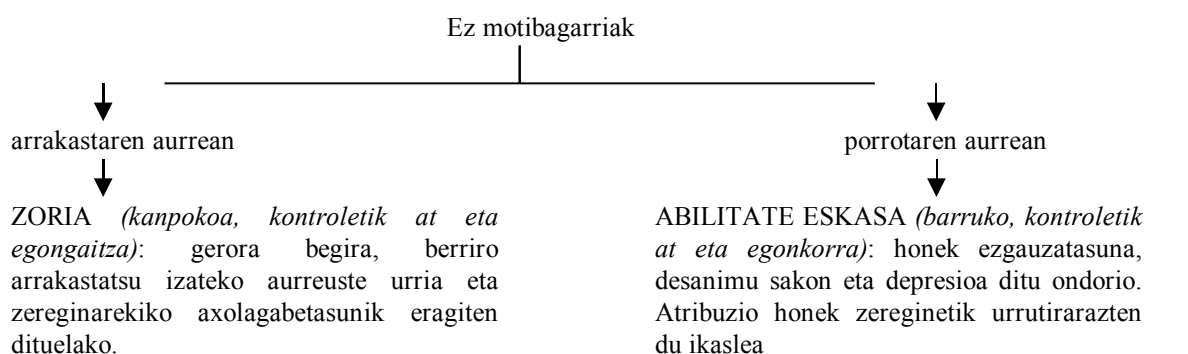 Ez motibagarriak
arrakastaren aurrean
porrotaren aurrean
ZORIA (kanpokoa, kontroletik at eta
egongaitza): gerora begira, berriro
arrakastatsu izateko aurreuste urria eta
zereginarekiko axolagabetasunik eragiten
dituelako.
ABILITATE ESKASA (barruko, kontroletik
at eta egonkorra): honek ezgauzatasuna,
desanimu sakon eta depresioa ditu ondorio.
Atribuzio honek zereginetik urrutirarazten
du ikaslea